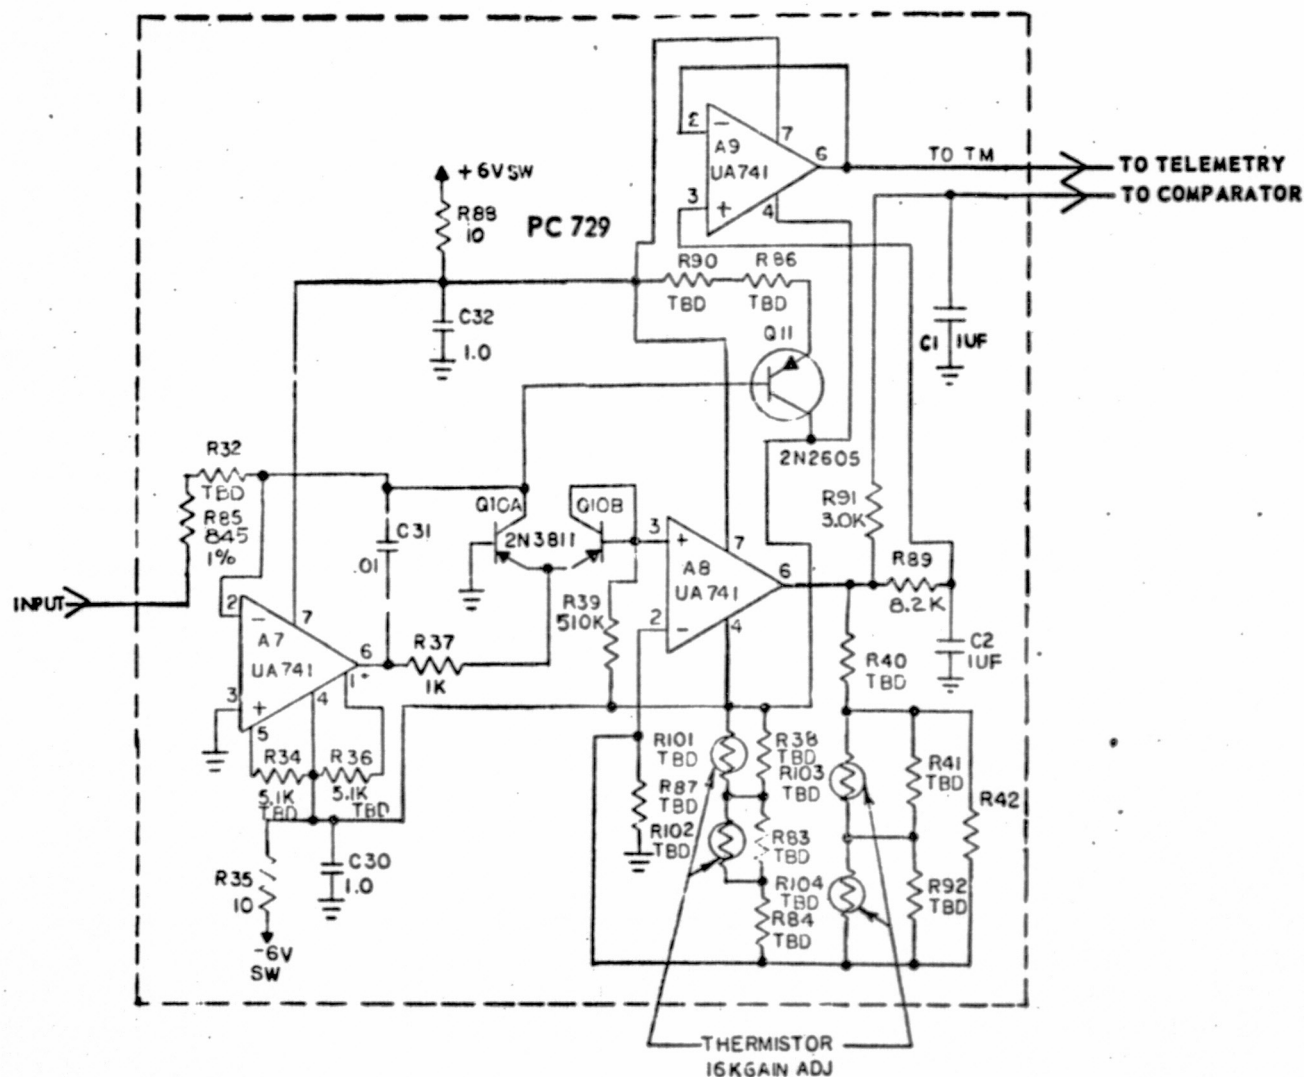 2
A9
UA741
7
6
3
4
TO TM
TO TELEMETRY
TO COMPARATOR
+6V SW
R88
10
PC 729
R90
TBD
R86
TBD
C32
1.0
Q11
C1 1UF
2N2605
R32
TBD
R85
845
1%
C31
.01
Q10A
Q10B
2N3811
R91
3.0K
3
7
A8
UA741
6
2
4
R89
8.2K
INPUT
R39
510K
2
7
A7
UA741
6
1
4
3
5
R37
1K
C2
1UF
R40
TBD
R34
5.1K
TBD
R36
5.1K
TBD
R101
TBD
R38
TBD
R103
TBD
R41
TBD
R42
R87
TBD
R102
TBD
R83
TBD
R35
10
C30
1.0
R104
TBD
R84
TBD
R92
TBD
-6V
SW
THERMISTOR
16K GAIN ADJ